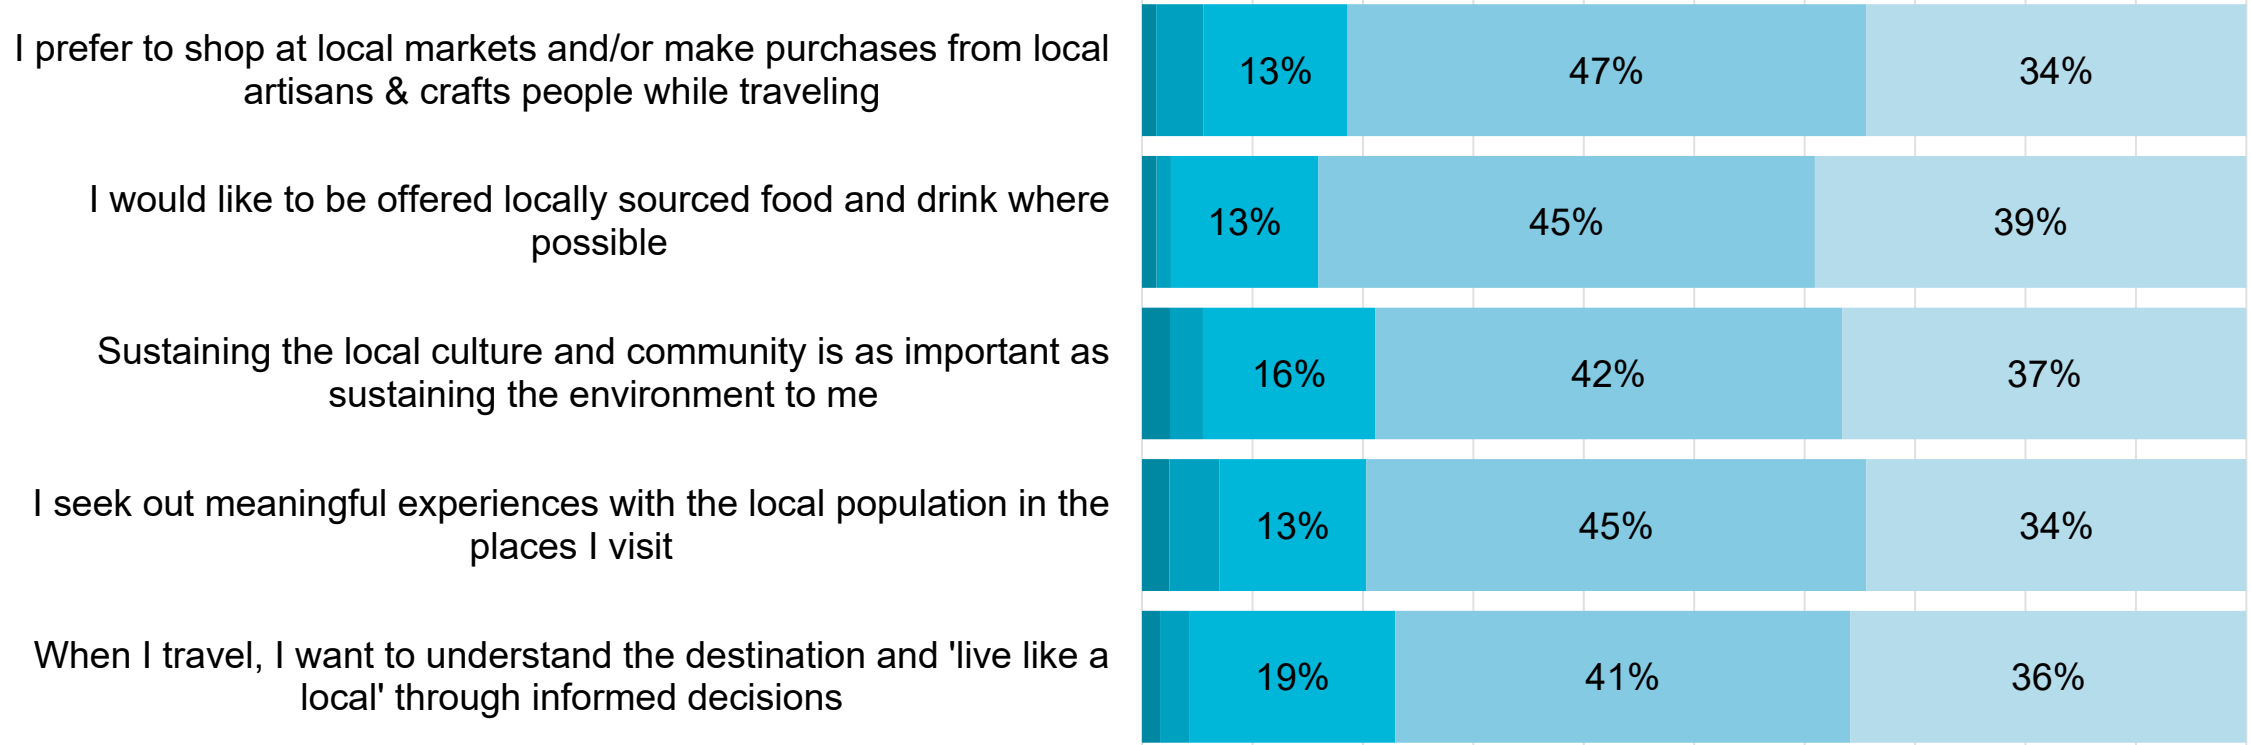 I prefer to shop at local markets and/or make purchases from local
artisans & crafts people while traveling
13% 47% 34%
I would like to be offered locally sourced food and drink where
possible
13% 45% 39%
Sustaining the local culture and community is as important as
sustaining the environment to me
16% 42% 37%
I seek out meaningful experiences with the local population in the
places I visit
13% 45% 34%
When I travel, I want to understand the destination and 'live like a
local' through informed decisions
19% 41% 36%